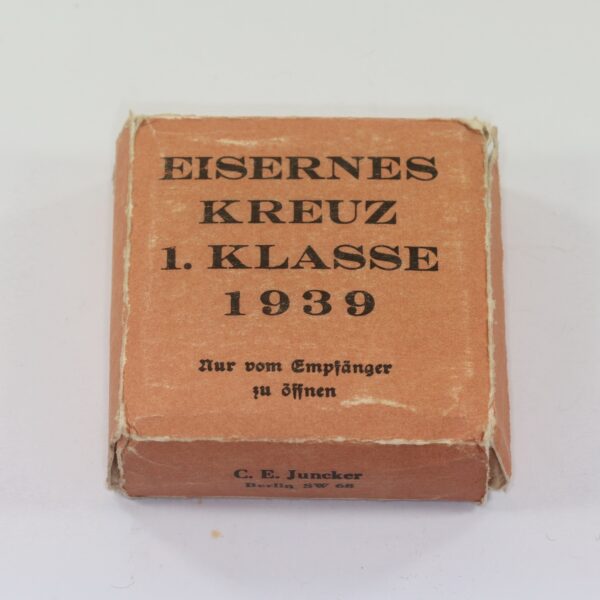 EISERNES
KREUZ
1. KLASSE
1939
Nur vom Empfänger
zu öffnen
C. E. Juncker
Berlin SW 68